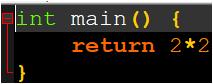 int main() {
    return 2*2
}